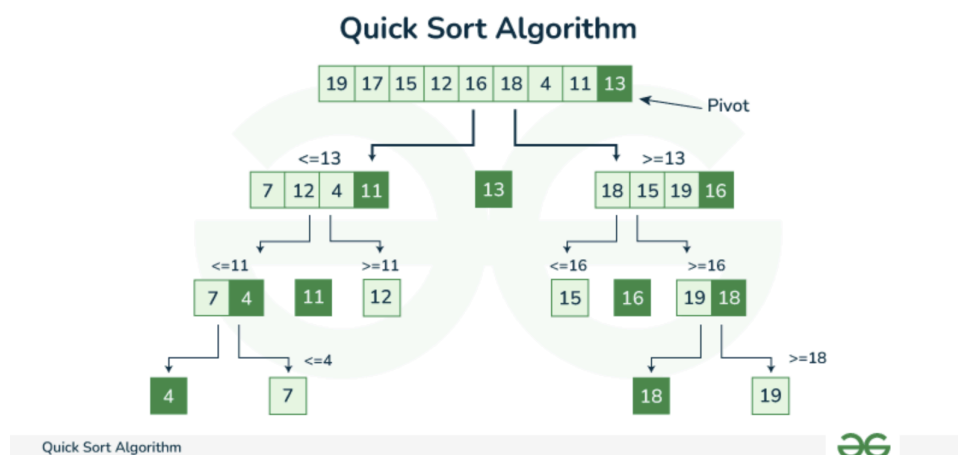 Quick Sort Algorithm
19 17 15 12 16 18 4 11 13
Pivot
<=13 >=13
7 12 4 11 13 18 15 19 16
<=11 >=11 <=16 >=16
7 4 11 12 15 16 19 18
<=4 >=18
4 7 18 19
Quick Sort Algorithm